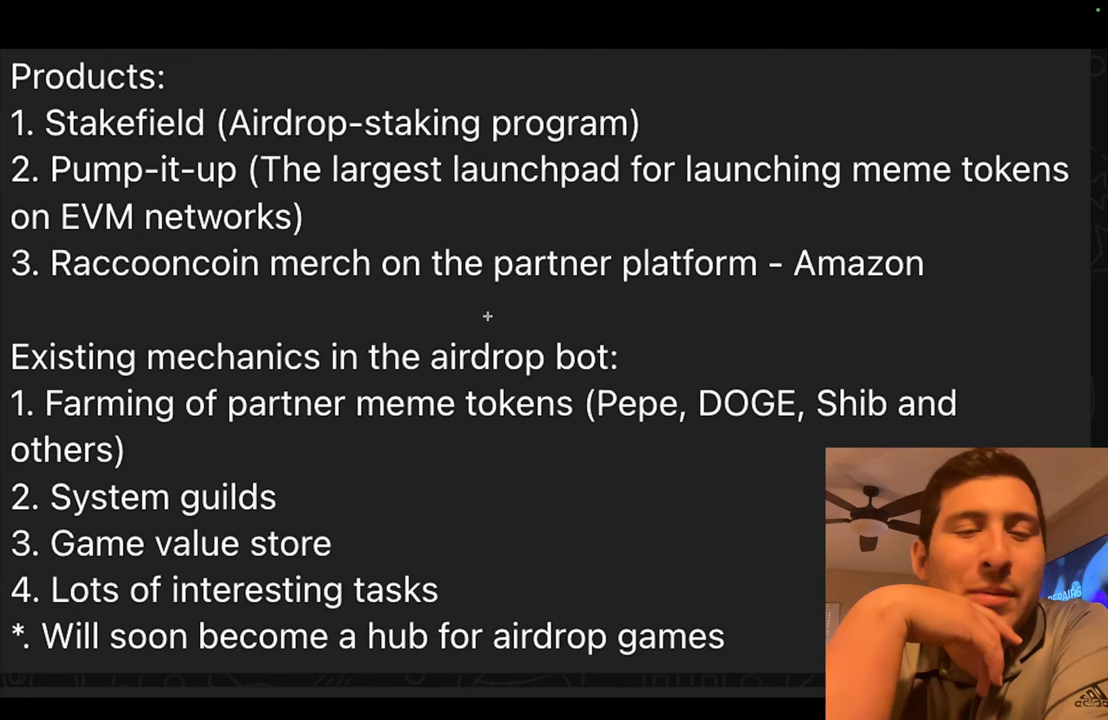 Products:
1. Stakefield (Airdrop-staking program)
2. Pump-it-up (The largest launchpad for launching meme tokens
on EVM networks)
3. Raccooncoin merch on the partner platform - Amazon
Existing mechanics in the airdrop bot:
1. Farming of partner meme tokens (Pepe, DOGE, Shib and
others)
2. System guilds
3. Game value store
4. Lots of interesting tasks
*. Will soon become a hub for airdrop games
adidas